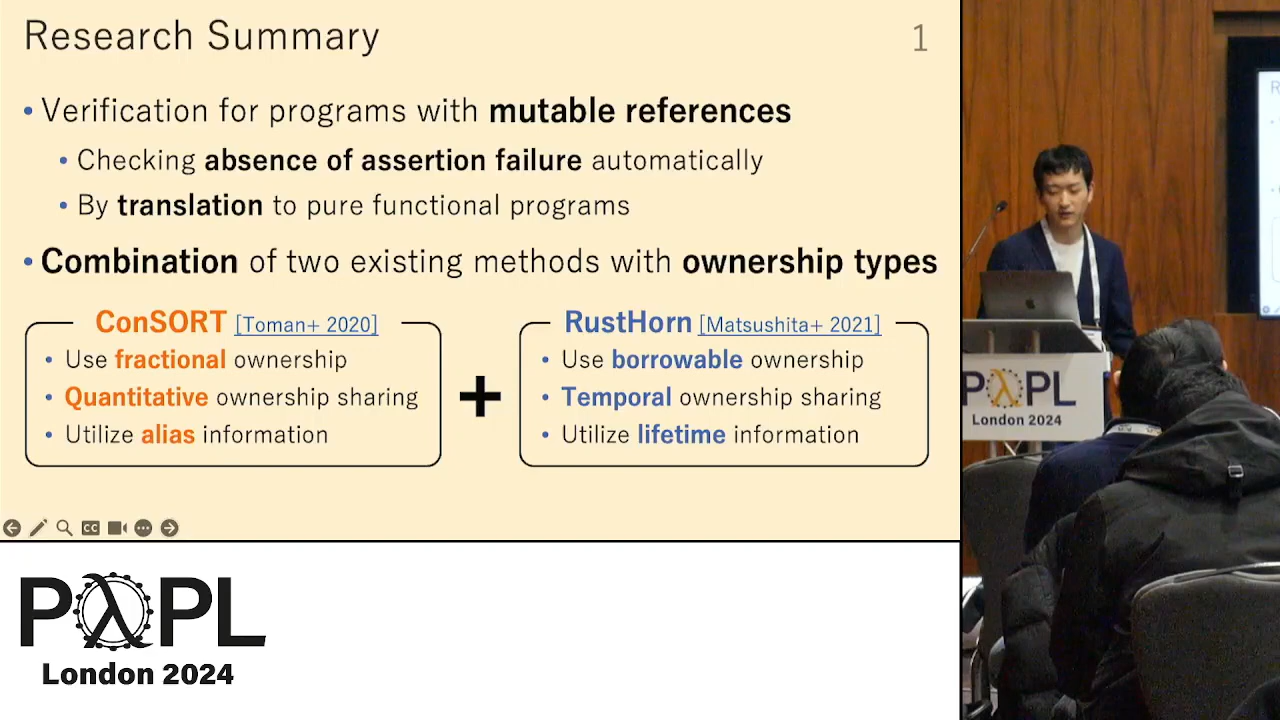 Research Summary
1
• Verification for programs with mutable references
• Checking absence of assertion failure automatically
• By translation to pure functional programs
• Combination of two existing methods with ownership types
ConSORT [Toman+ 2020]
• Use fractional ownership
• Quantitative ownership sharing
• Utilize alias information
+
RustHorn [Matsushita+ 2021]
• Use borrowable ownership
• Temporal ownership sharing
• Utilize lifetime information
CC
PλPL
London 2024
PλPL
London 2024